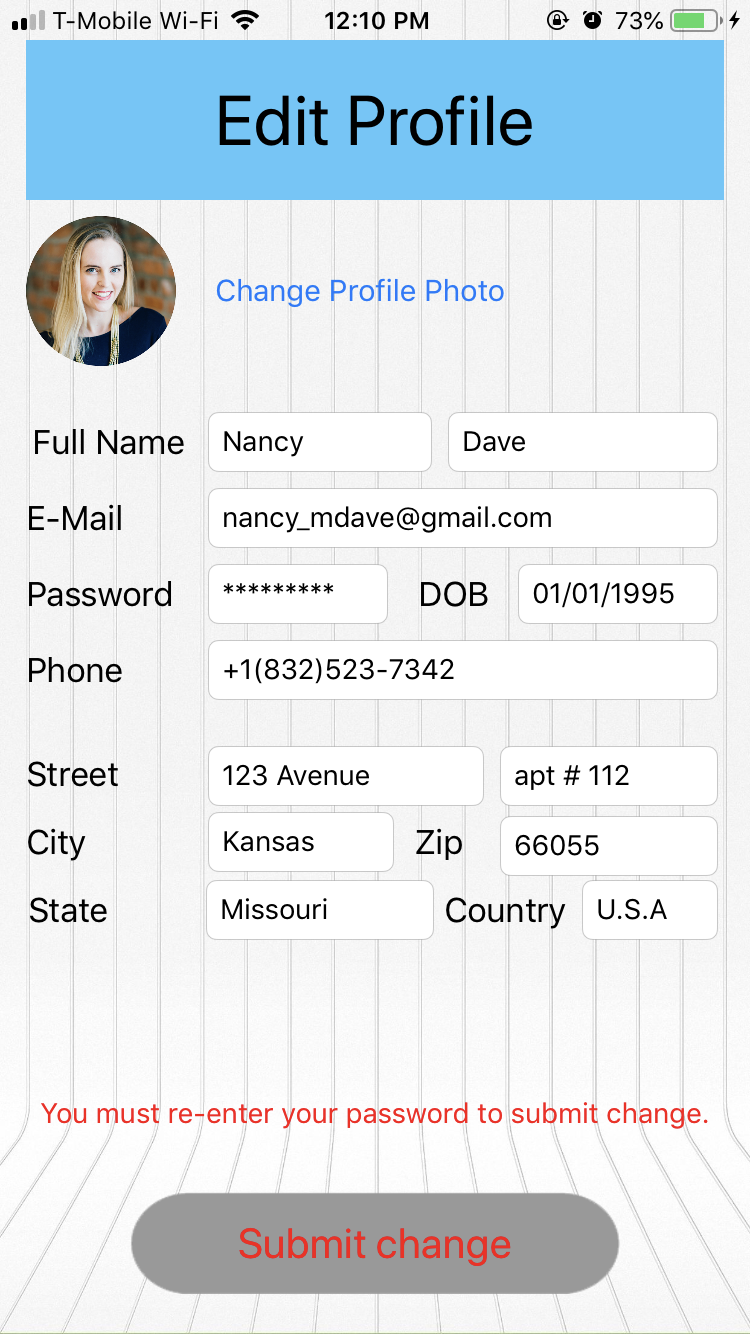 T-Mobile Wi-Fi 12:10 PM 73%
Edit Profile
Change Profile Photo
Full Name Nancy Dave
E-Mail nancy_mdave@gmail.com
Password ********* DOB 01/01/1995
Phone +1(832)523-7342
Street 123 Avenue apt # 112
City Kansas Zip 66055
State Missouri Country U.S.A
You must re-enter your password to submit change.
Submit change